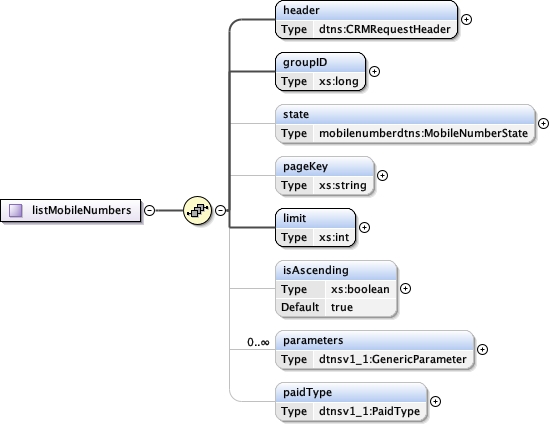 header
Type dtns:CRMRequestHeader
groupID
Type xs:long
state
Type mobilenumberdtns:MobileNumberState
pageKey
Type xs:string
listMobileNumbers
limit
Type xs:int
isAscending
Type xs:boolean
Default true
0..∞
parameters
Type dtnsv1_1:GenericParameter
paidType
Type dtnsv1_1:PaidType